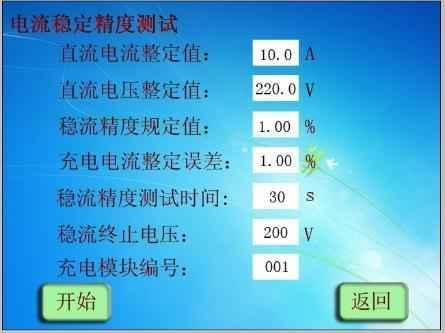 电流稳定精度测试
直流电流整定值: 10.0 A
直流电压整定值: 220.0 V
稳流精度规定值: 1.00 %
充电电流整定误差: 1.00 %
稳流精度测试时间: 30 s
稳流终止电压: 200 V
充电模块编号: 001
开始 返回